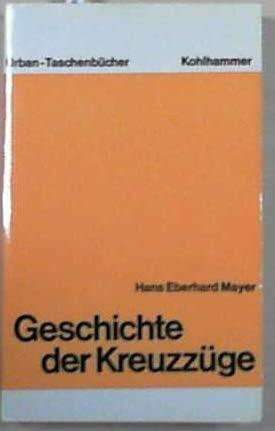 Urban-Taschenbücher Kohlhammer
Hans Eberhard Mayer
Geschichte
der Kreuzzüge